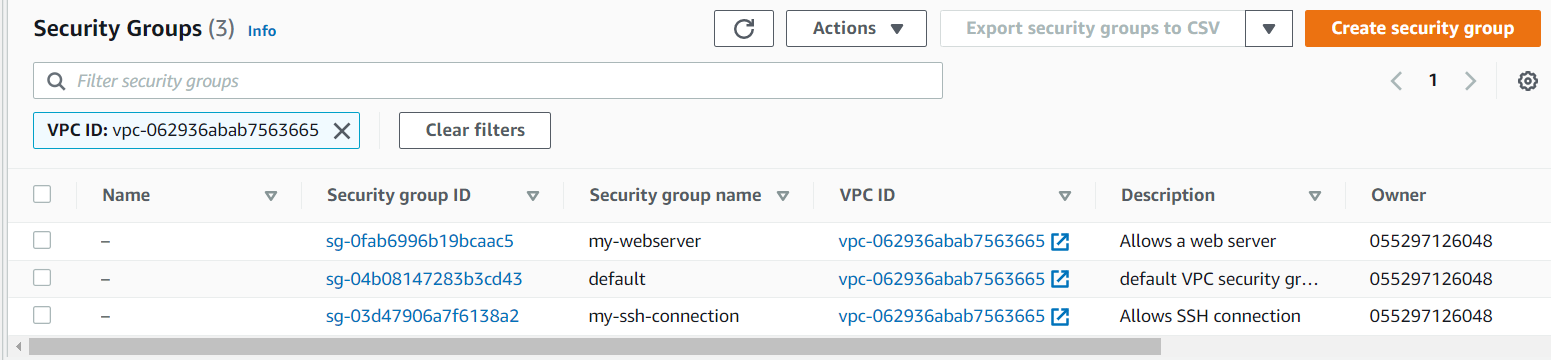 Security Groups (3) Info Actions Export security groups to CSV Create security group
Filter security groups 1
VPC ID: vpc-062936abab7563665 Clear filters
Name Security group ID Security group name VPC ID Description Owner
– sg-0fab6996b19bcaac5 my-webserver vpc-062936abab7563665 Allows a web server 055297126048
– sg-04b08147283b3cd43 default vpc-062936abab7563665 default VPC security gr... 055297126048
– sg-03d47906a7f6138a2 my-ssh-connection vpc-062936abab7563665 Allows SSH connection 055297126048